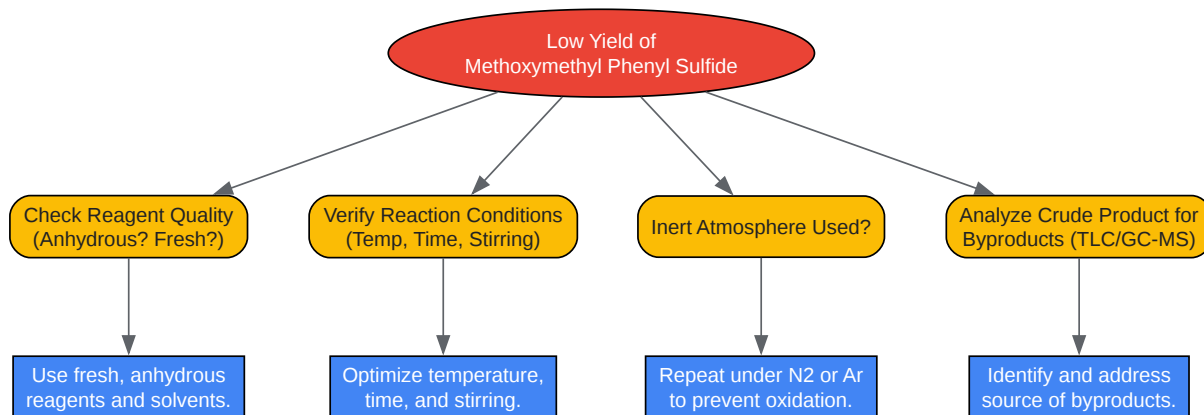 Low Yield of
Methoxymethyl Phenyl Sulfide
Check Reagent Quality
(Anhydrous? Fresh?)
Verify Reaction Conditions
(Temp, Time, Stirring)
Inert Atmosphere Used?
Analyze Crude Product for
Byproducts (TLC/GC-MS)
Use fresh, anhydrous
reagents and solvents.
Optimize temperature,
time, and stirring.
Repeat under N2 or Ar
to prevent oxidation.
Identify and address
source of byproducts.